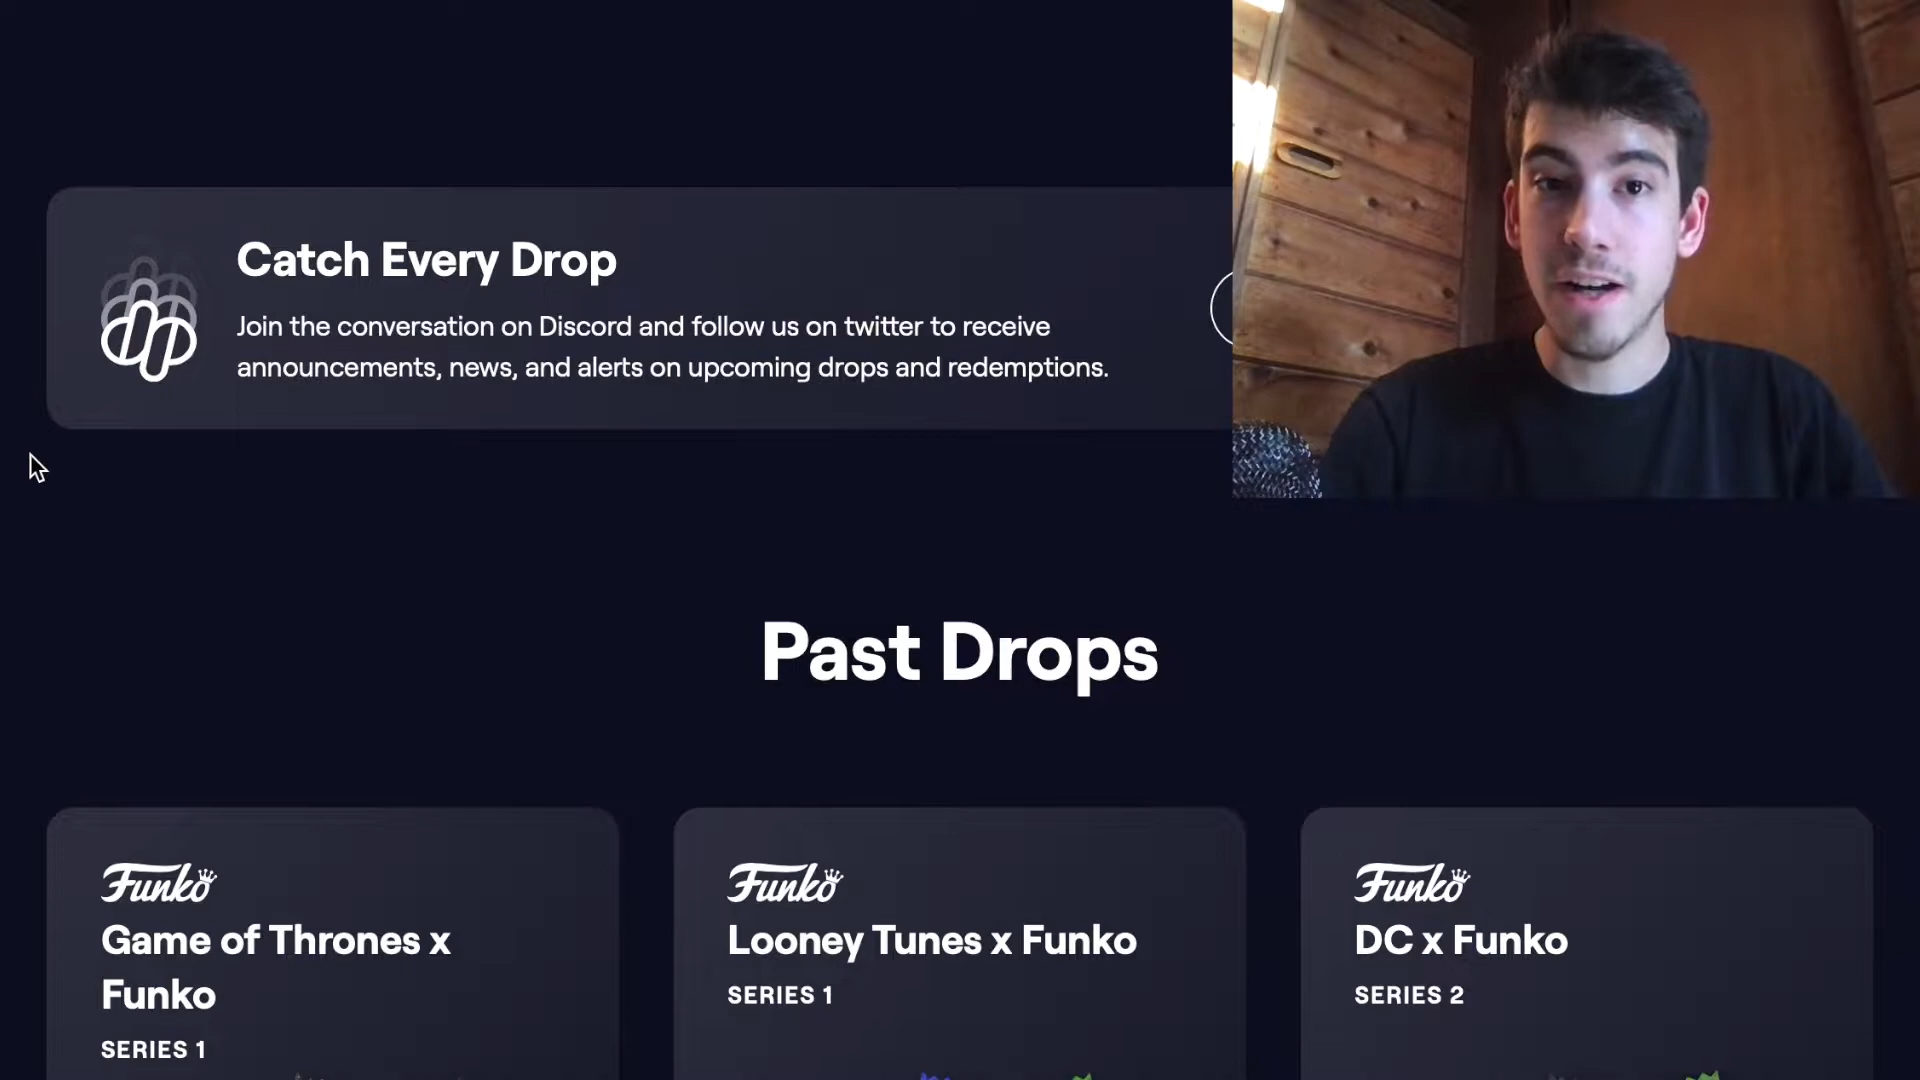 Catch Every Drop
Join the conversation on Discord and follow us on twitter to receive
announcements, news, and alerts on upcoming drops and redemptions.
Past Drops
Funko
Game of Thrones x
Funko
SERIES 1
Funko
Looney Tunes x Funko
SERIES 1
Funko
DC x Funko
SERIES 2